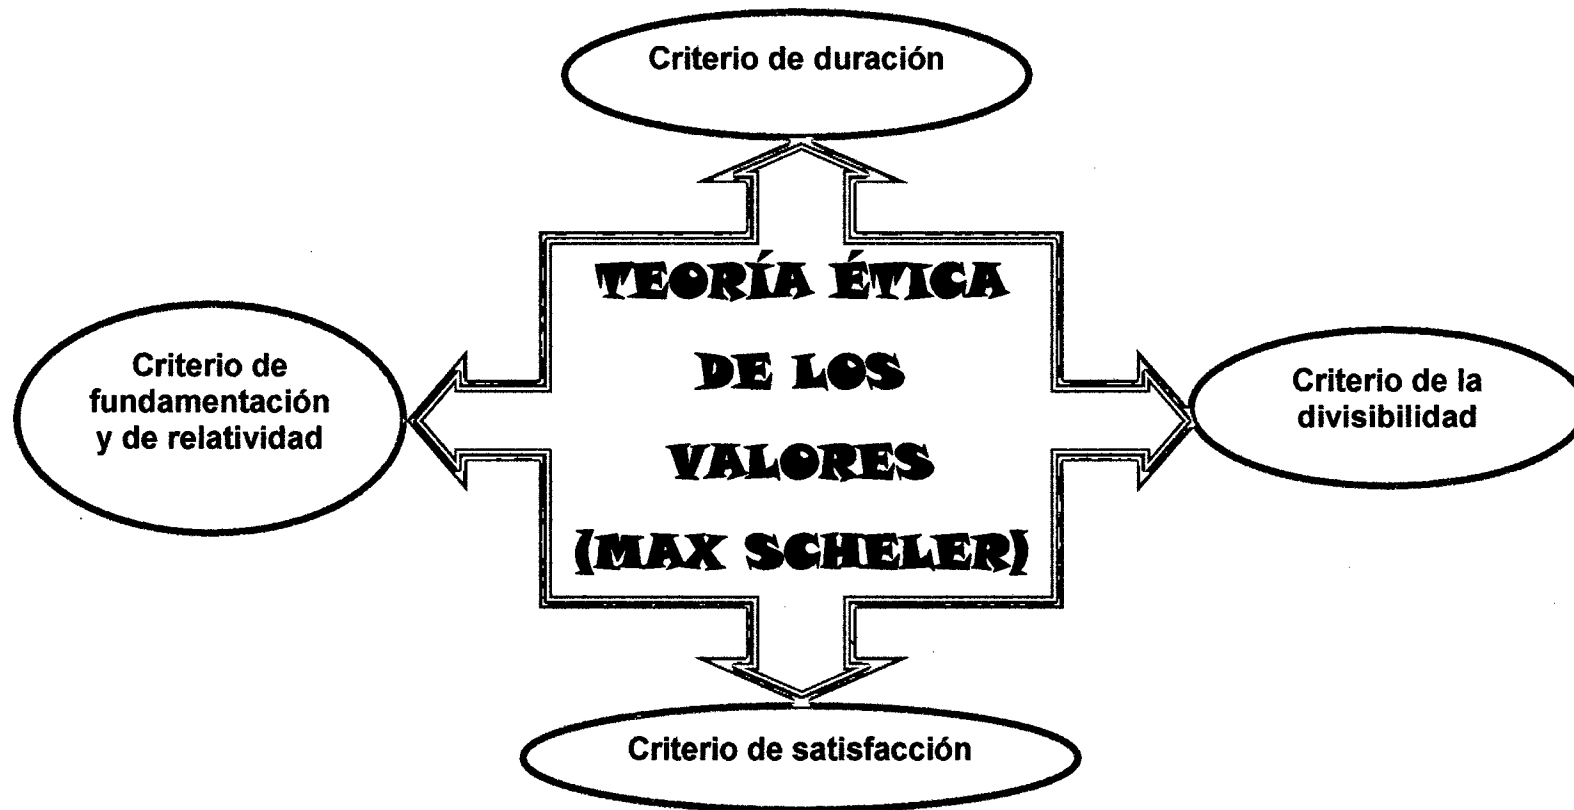 Criterio de duración
TEORÍA ÉTICA
DE LOS
VALORES
(MAX SCHELER)
Criterio de
fundamentación
y de relatividad
Criterio de la
divisibilidad
Criterio de satisfacción